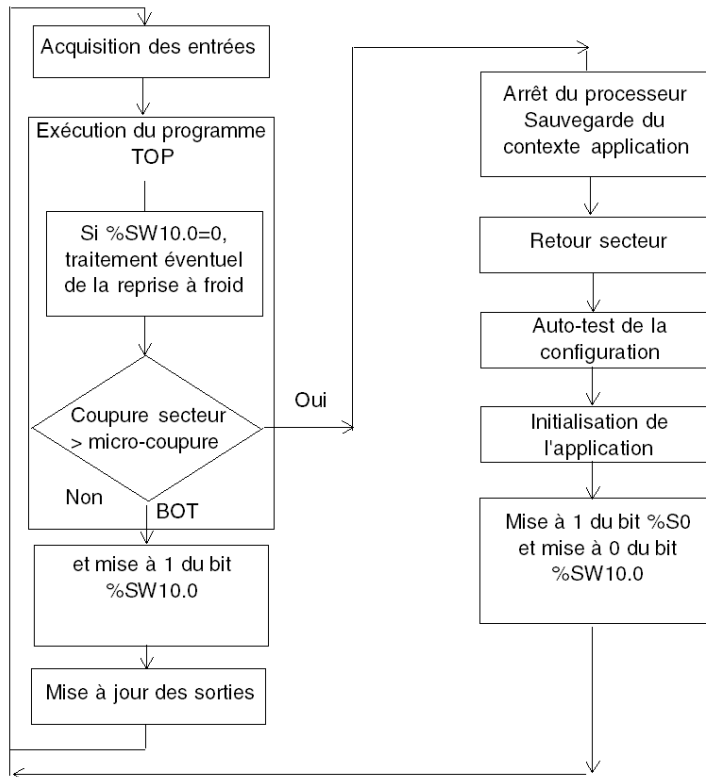 Acquisition des entrées
Exécution du programme
TOP
Si %SW10.0=0,
traitement éventuel
de la reprise à froid
Coupure secteur
> micro-coupure
Oui
Non
BOT
et mise à 1 du bit
%SW10.0
Mise à jour des sorties
Arrêt du processeur
Sauvegarde du
contexte application
Retour secteur
Auto-test de la
configuration
Initialisation de
l'application
Mise à 1 du bit %S0
et mise à 0 du bit
%SW10.0